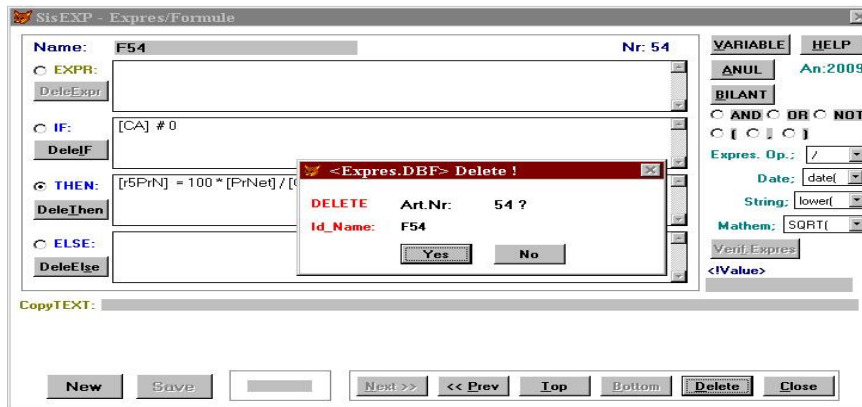 SisEXP - Expres/Formule
Name: F54 Nr: 54
VARIABLE HELP
EXPR:
DeleExpr
ANUL An:2009
BILANT
AND OR NOT
IF: [CA] # 0
DeleIF
( , )
Expres. Op.; /
THEN: [r5PrN] = 100 * [PrNet] / [
DeleThen
Date; date(
String; lower(
ELSE:
DeleElse
Mathem; SQRT(
Verif.Expres
<!Value>
<Expres.DBF> Delete !
DELETE Art.Nr: 54 ?
Id_Name: F54
Yes No
CopyTEXT:
New Save Next >> << Prev Top Bottom Delete Close